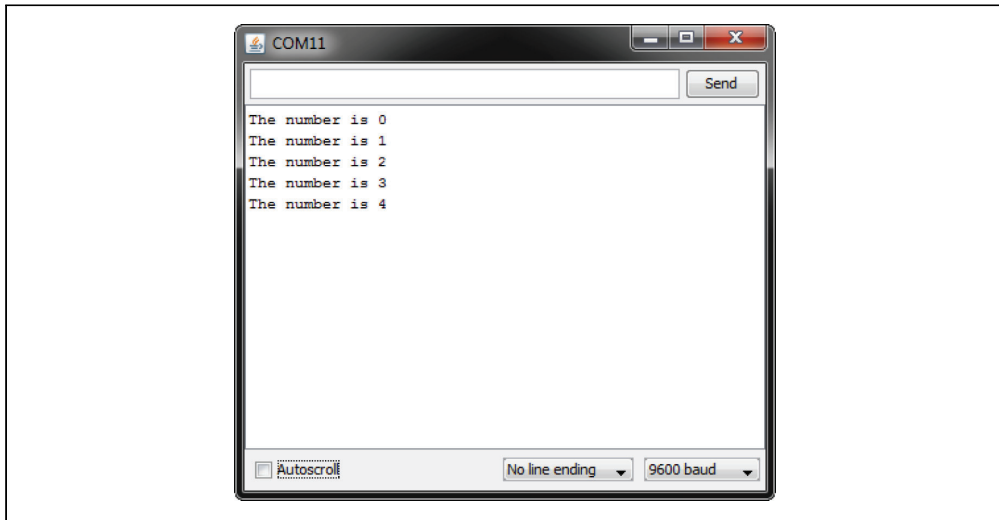 COM11
Send
The number is 0
The number is 1
The number is 2
The number is 3
The number is 4
Autoscroll
No line ending
9600 baud